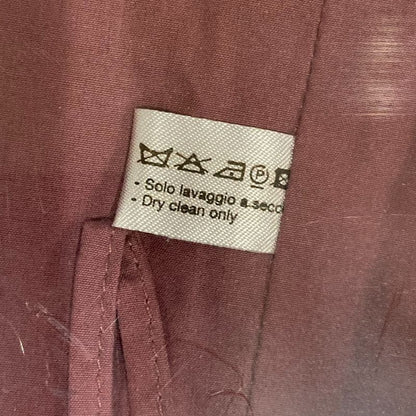 P
- Solo lavaggio a secco
- Dry clean only